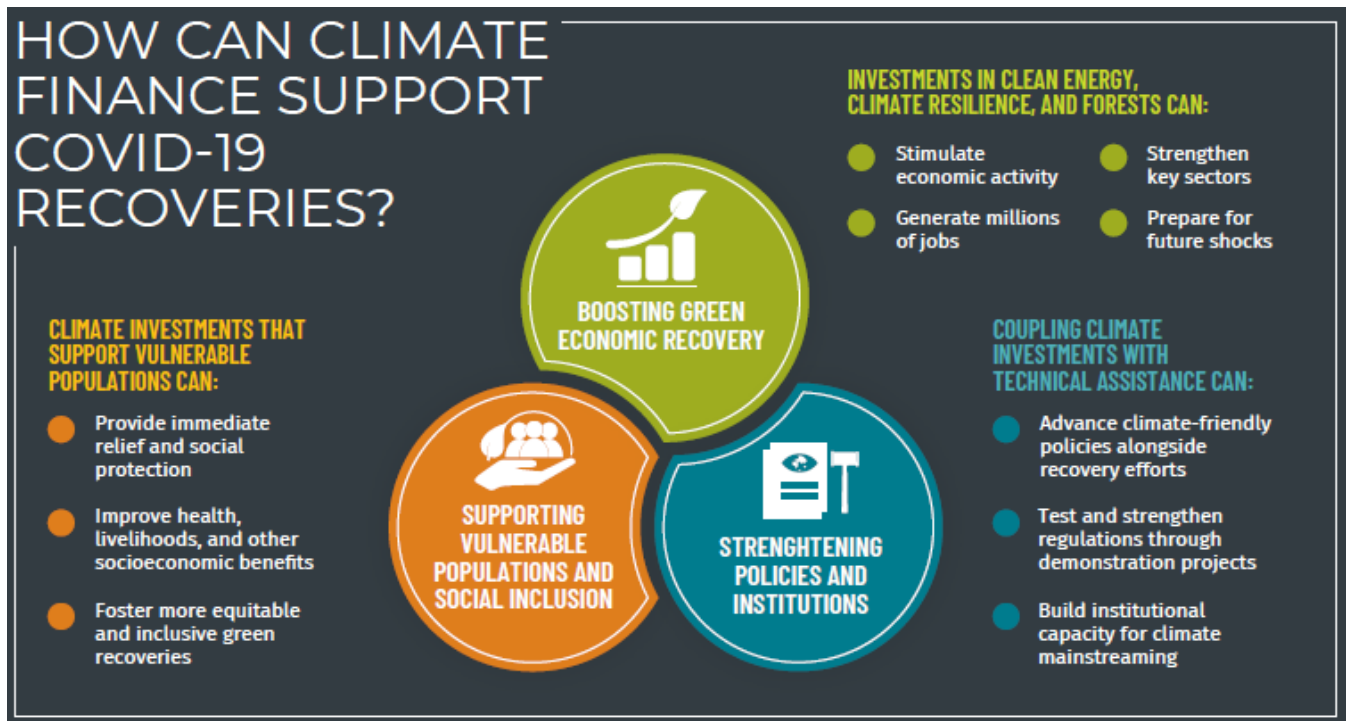 HOW CAN CLIMATE
FINANCE SUPPORT
COVID-19
RECOVERIES?
INVESTMENTS IN CLEAN ENERGY,
CLIMATE RESILIENCE, AND FORESTS CAN:
Stimulate
economic activity
Strengthen
key sectors
Generate millions
of jobs
Prepare for
future shocks
BOOSTING GREEN
ECONOMIC RECOVERY
CLIMATE INVESTMENTS THAT
SUPPORT VULNERABLE
POPULATIONS CAN:
Provide immediate
relief and social
protection
Improve health,
livelihoods, and other
socioeconomic benefits
Foster more equitable
and inclusive green
recoveries
SUPPORTING
VULNERABLE
POPULATIONS AND
SOCIAL INCLUSION
STRENGHTENING
POLICIES AND
INSTITUTIONS
COUPLING CLIMATE
INVESTMENTS WITH
TECHNICAL ASSISTANCE CAN:
Advance climate-friendly
policies alongside
recovery efforts
Test and strengthen
regulations through
demonstration projects
Build institutional
capacity for climate
mainstreaming